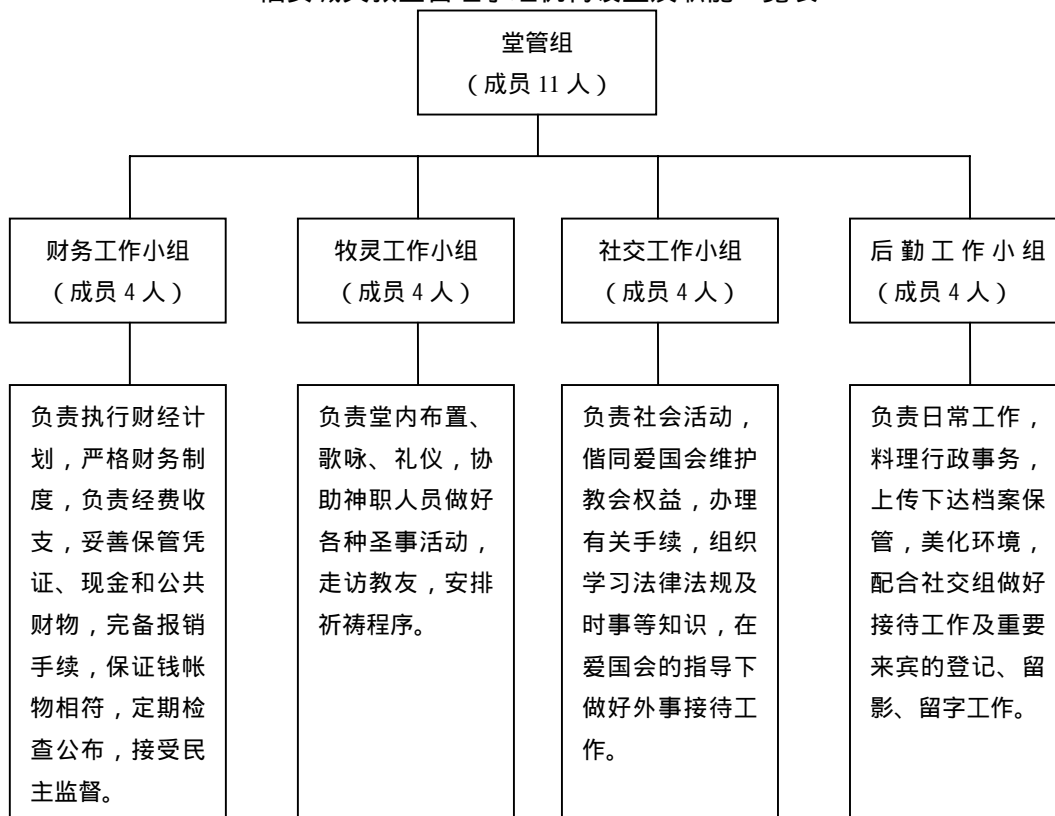 堂管组
（成员 11 人）
财务工作小组
（成员 4 人）
牧灵工作小组
（成员 4 人）
社交工作小组
（成员 4 人）
后勤工作小组
（成员 4 人）
负责执行财经计
划，严格财务制
度，负责经费收
支，妥善保管凭
证、现金和公共
财物，完备报销
手续，保证钱帐
物相符，定期检
查公布，接受民
主监督。
负责堂内布置、
歌咏、礼仪，协
助神职人员做好
各种圣事活动，
走访教友，安排
祈祷程序。
负责社会活动，
偕同爱国会维护
教会权益，办理
有关手续，组织
学习法律法规及
时事等知识，在
爱国会的指导下
做好外事接待工
作。
负责日常工作，
料理行政事务，
上传下达档案保
管，美化环境，
配合社交组做好
接待工作及重要
来宾的登记、留
影、留字工作。